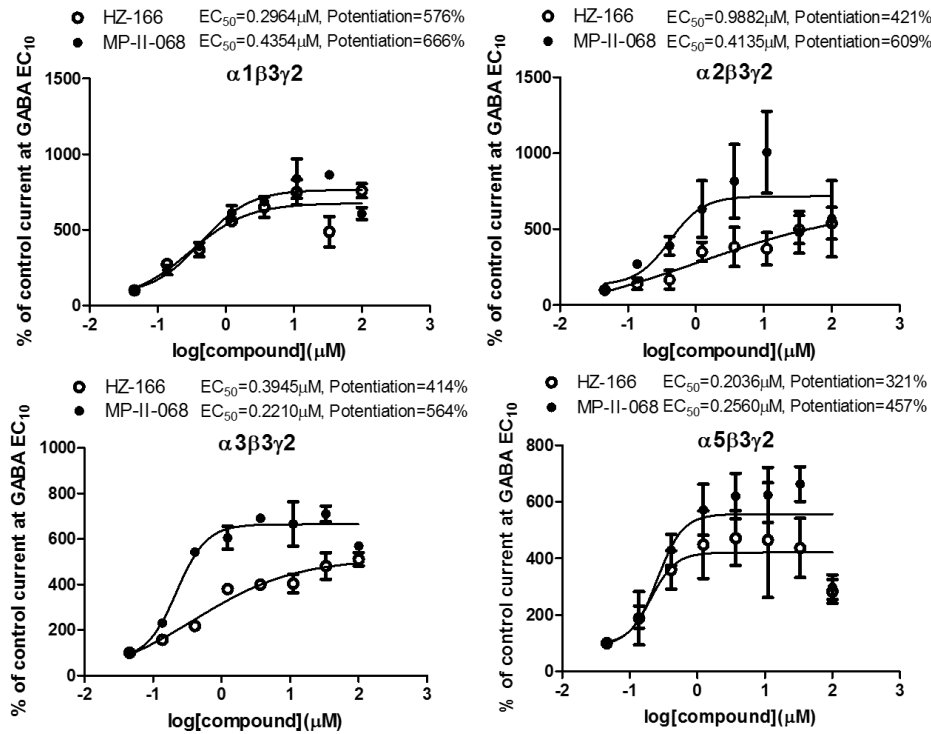 HZ-166 EC50=0.2964μM, Potentiation=576%
MP-II-068 EC50=0.4354μM, Potentiation=666%
α1β3γ2
% of control current at GABA EC10
1500
1000
500
0
-2 -1 0 1 2 3
log[compound](μM)
HZ-166 EC50=0.9882μM, Potentiation=421%
MP-II-068 EC50=0.4135μM, Potentiation=609%
α2β3γ2
% of control current at GABA EC10
1500
1000
500
0
-2 -1 0 1 2 3
log[compound](μM)
HZ-166 EC50=0.3945μM, Potentiation=414%
MP-II-068 EC50=0.2210μM, Potentiation=564%
α3β3γ2
% of control current at GABA EC10
1000
800
600
400
200
0
-2 -1 0 1 2 3
log[compound](μM)
HZ-166 EC50=0.2036μM, Potentiation=321%
MP-II-068 EC50=0.2560μM, Potentiation=457%
α5β3γ2
% of control current at GABA EC10
800
600
400
200
0
-2 -1 0 1 2 3
log[compound](μM)